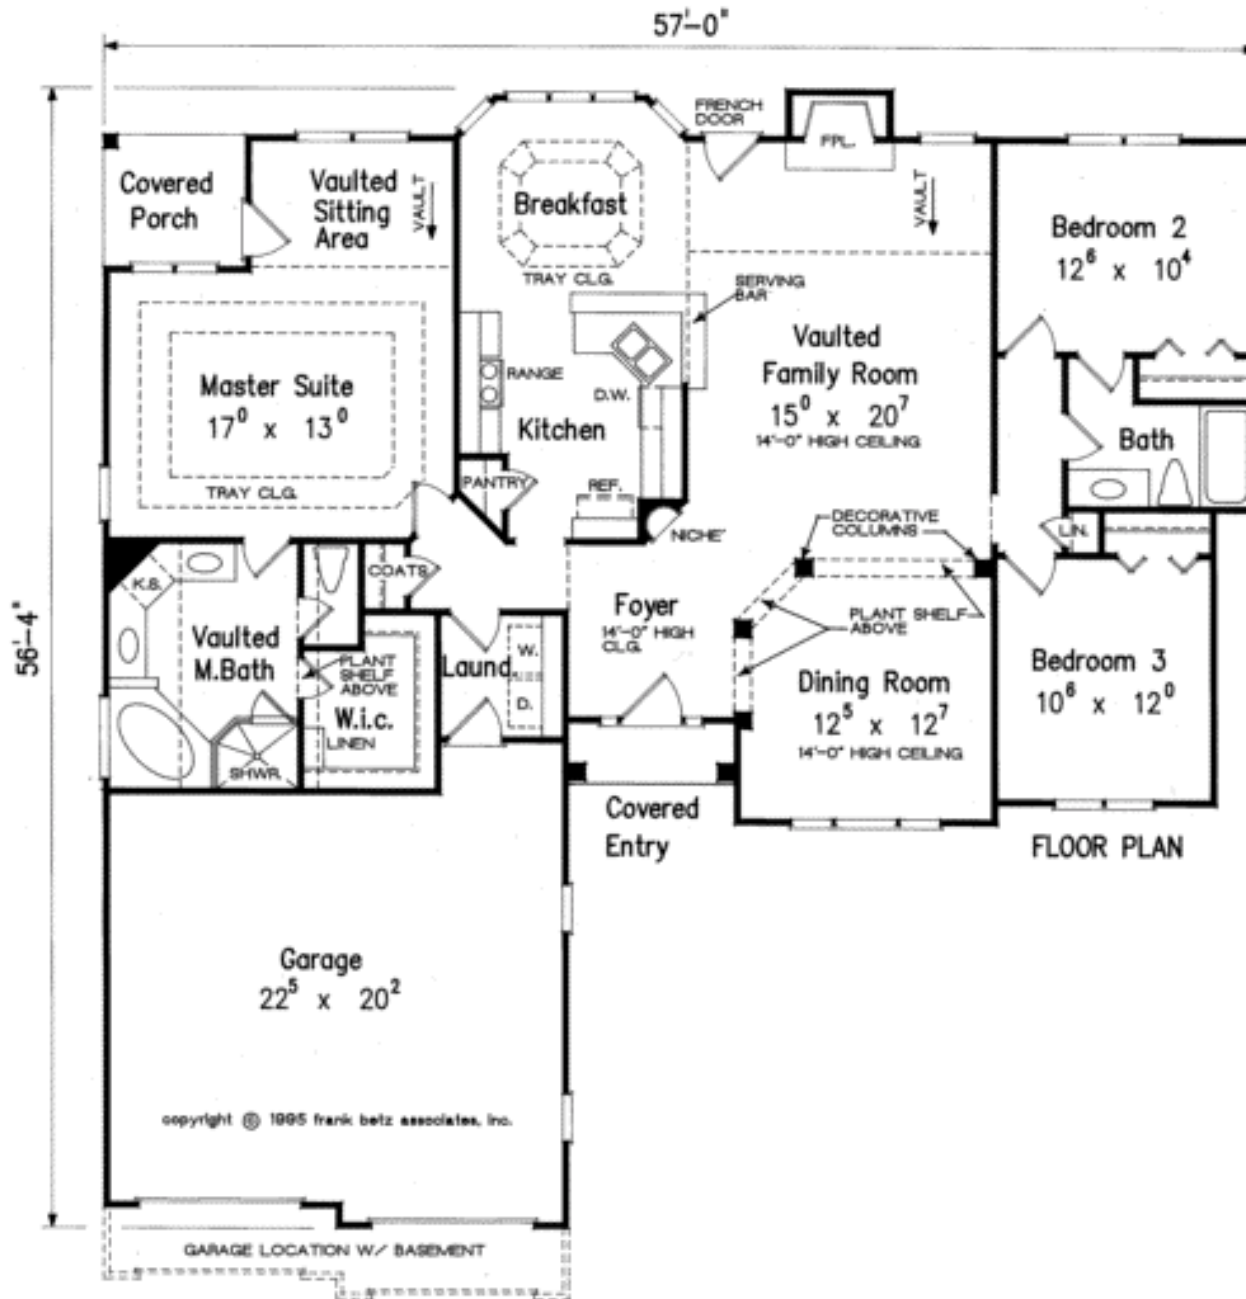 57'-0"
56'-4"
Covered
Porch
Vaulted
Sitting
Area
VAULT
Breakfast
TRAY CLG.
FRENCH
DOOR
FPL.
VAULT
SERVING
BAR
Bedroom 2
12⁶ x 10⁴
Master Suite
17⁰ x 13⁰
TRAY CLG.
RANGE
D.W.
Kitchen
PANTRY
REF.
NICHE
Vaulted
Family Room
15⁰ x 20⁷
14'-0" HIGH CEILING
Bath
LIN.
DECORATIVE
COLUMNS
K.S.
COATS
Vaulted
M.Bath
PLANT
SHELF
ABOVE
W.i.c.
LINEN
SHWR.
Laund.
W.
D.
Foyer
14'-0" HIGH
CLG.
PLANT SHELF
ABOVE
Dining Room
12⁵ x 12⁷
14'-0" HIGH CEILING
Bedroom 3
10⁶ x 12⁰
Covered
Entry
FLOOR PLAN
Garage
22⁵ x 20²
copyright © 1995 frank betz associates, inc.
GARAGE LOCATION W/ BASEMENT